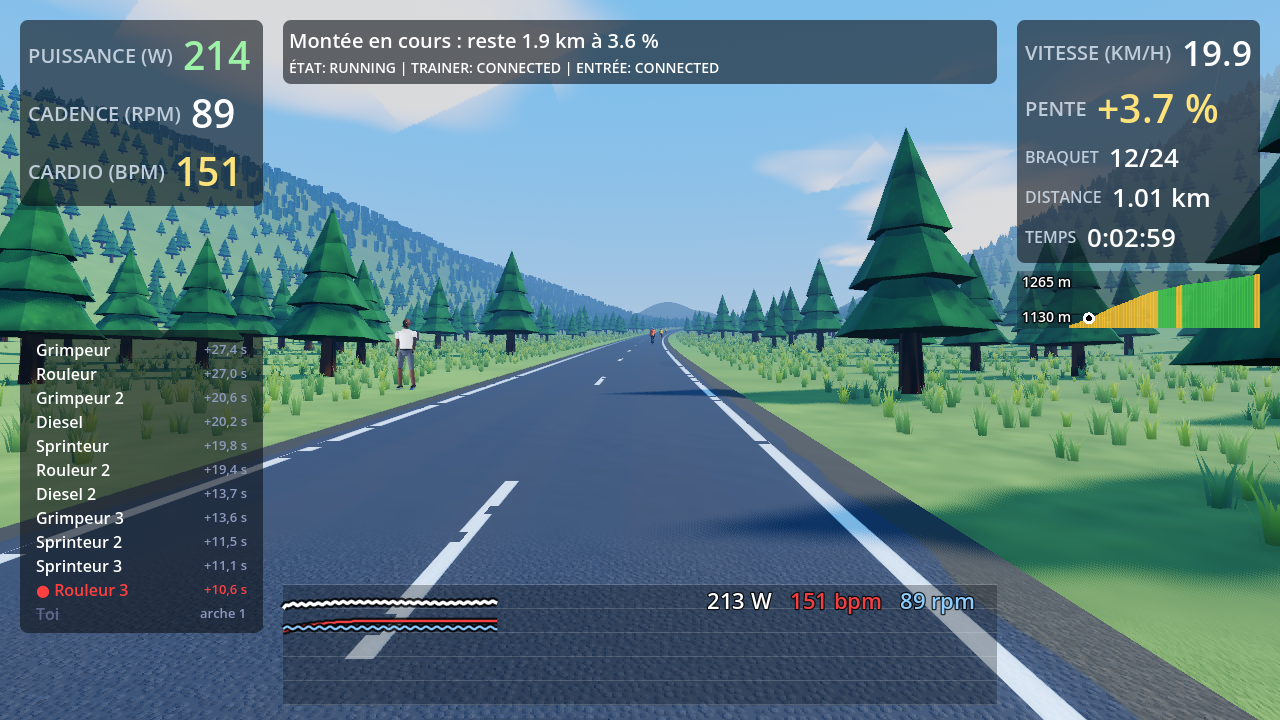 PUISSANCE (W) 214
CADENCE (RPM) 89
CARDIO (BPM) 151
Montée en cours : reste 1.9 km à 3.6 %
ÉTAT: RUNNING | TRAINER: CONNECTED | ENTRÉE: CONNECTED
VITESSE (KM/H) 19.9
PENTE +3.7 %
BRAQUET 12/24
DISTANCE 1.01 km
TEMPS 0:02:59
1265 m
1130 m
Grimpeur +27,4 s
Rouleur +27,0 s
Grimpeur 2 +20,6 s
Diesel +20,2 s
Sprinteur +19,8 s
Rouleur 2 +19,4 s
Diesel 2 +13,7 s
Grimpeur 3 +13,6 s
Sprinteur 2 +11,5 s
Sprinteur 3 +11,1 s
Rouleur 3 +10,6 s
Toi arche 1
213 W 151 bpm 89 rpm